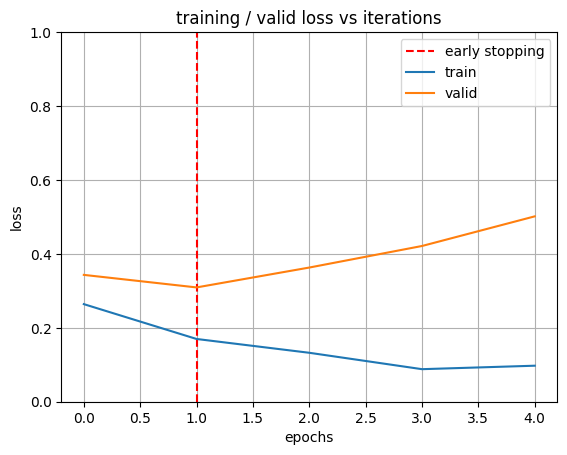 training / valid loss vs iterations
1.0
0.8
0.6
0.4
0.2
0.0
loss
early stopping
train
valid
0.0 0.5 1.0 1.5 2.0 2.5 3.0 3.5 4.0
epochs